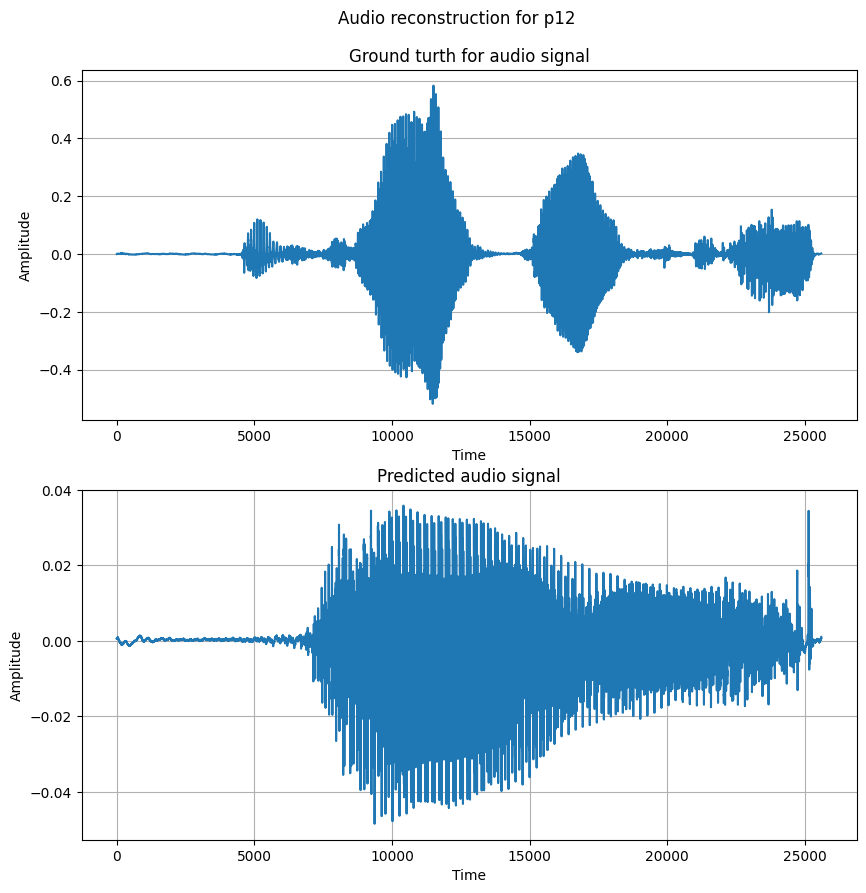 Audio reconstruction for p12
Ground turth for audio signal
0.6
0.4
0.2
0.0
−0.2
−0.4
Amplitude
0 5000 10000 15000 20000 25000
Time
Predicted audio signal
0.04
0.02
0.00
−0.02
−0.04
Amplitude
0 5000 10000 15000 20000 25000
Time